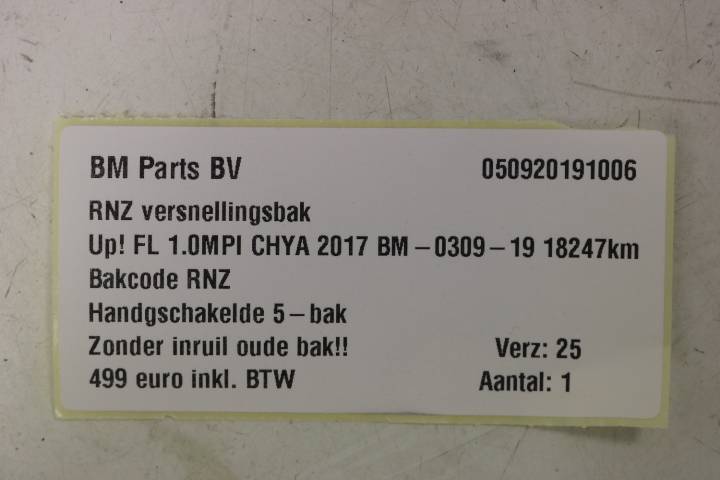 BM Parts BV 050920191006
RNZ versnellingsbak
Up! FL 1.0MPI CHYA 2017 BM-0309-19 18247km
Bakcode RNZ
Handgschakelde 5-bak
Zonder inruil oude bak!! Verz: 25
499 euro inkl. BTW Aantal: 1